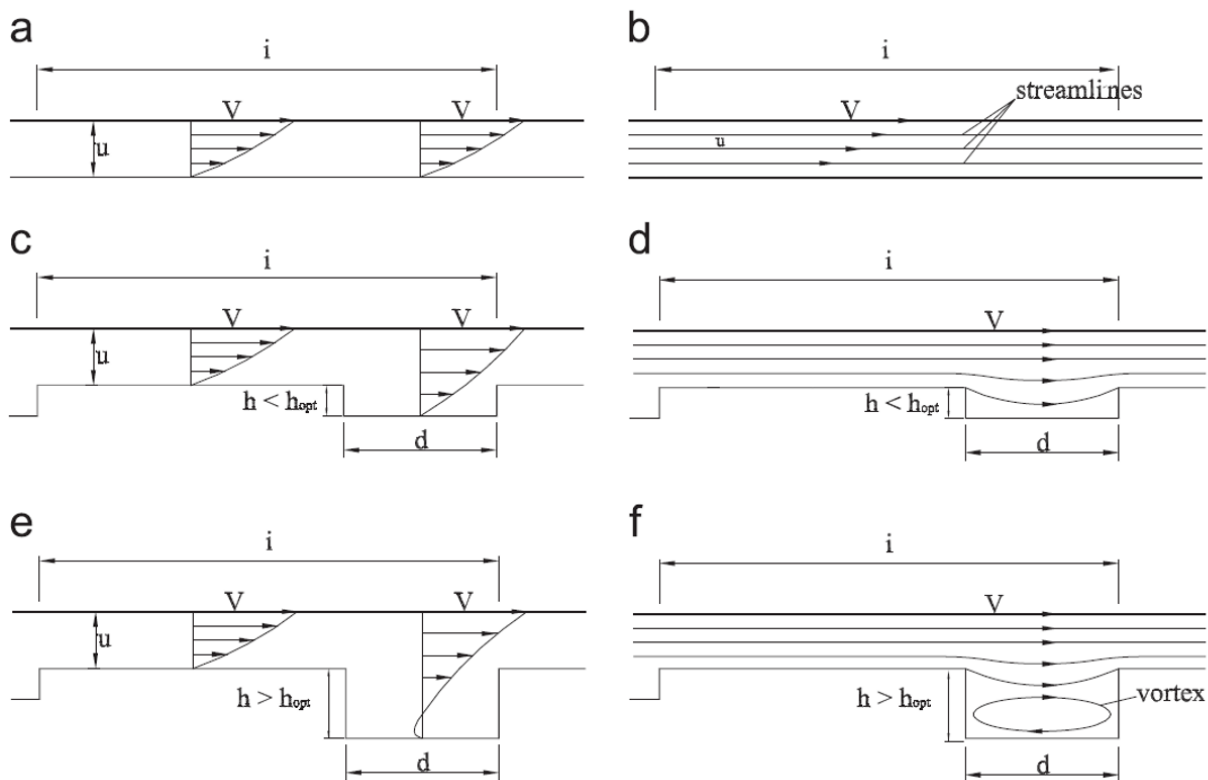 a
i
V V
u
b
i
V
streamlines
u
c
i
V V
u
h < hopt
d
d
i
V
h < hopt
d
e
i
V V
u
h > hopt
d
f
i
V
h > hopt
vortex
d